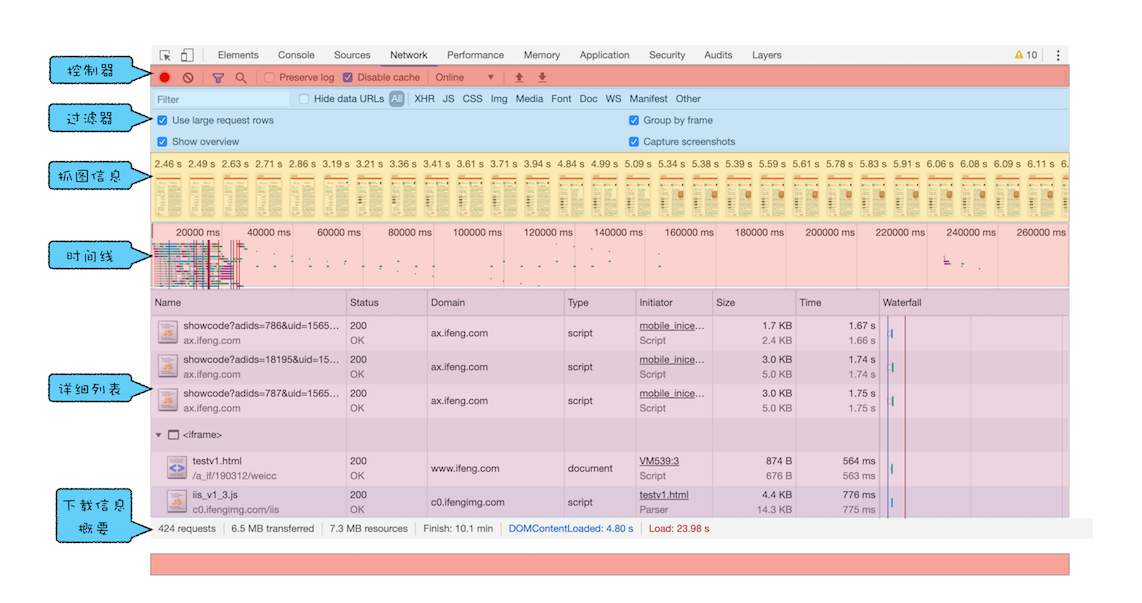 Elements Console Sources Network Performance Memory Application Security Audits Layers 10
控制器
Preserve log Disable cache Online
Filter Hide data URLs All XHR JS CSS Img Media Font Doc WS Manifest Other
过滤器
Use large request rows Group by frame
Show overview Capture screenshots
抓图信息
2.46 s 2.49 s 2.63 s 2.71 s 2.86 s 3.19 s 3.21 s 3.36 s 3.41 s 3.61 s 3.71 s 3.94 s 4.84 s 4.99 s 5.09 s 5.34 s 5.38 s 5.39 s 5.59 s 5.61 s 5.78 s 5.83 s 5.91 s 6.06 s 6.08 s 6.09 s 6.11 s 6.
20000 ms 40000 ms 60000 ms 80000 ms 100000 ms 120000 ms 140000 ms 160000 ms 180000 ms 200000 ms 220000 ms 240000 ms 260000 ms
时间线
Name Status Domain Type Initiator Size Time Waterfall
showcode?adids=786&uid=1565... 200 ax.ifeng.com script mobile_inice... 1.7 KB 1.67 s
ax.ifeng.com OK Script 2.4 KB 1.66 s
showcode?adids=18195&uid=15... 200 ax.ifeng.com script mobile_inice... 3.0 KB 1.74 s
ax.ifeng.com OK Script 5.0 KB 1.74 s
详细列表
showcode?adids=787&uid=1565... 200 ax.ifeng.com script mobile_inice... 3.0 KB 1.75 s
ax.ifeng.com OK Script 5.0 KB 1.75 s
<iframe>
testv1.html 200 www.ifeng.com document VM539:3 874 B 564 ms
/a_if/190312/weicc OK Script 676 B 563 ms
iis_v1_3.js 200 c0.ifengimg.com script testv1.html 4.4 KB 776 ms
c0.ifengimg.com/iis OK Parser 14.3 KB 775 ms
下载信息
概要
424 requests 6.5 MB transferred 7.3 MB resources Finish: 10.1 min DOMContentLoaded: 4.80 s Load: 23.98 s